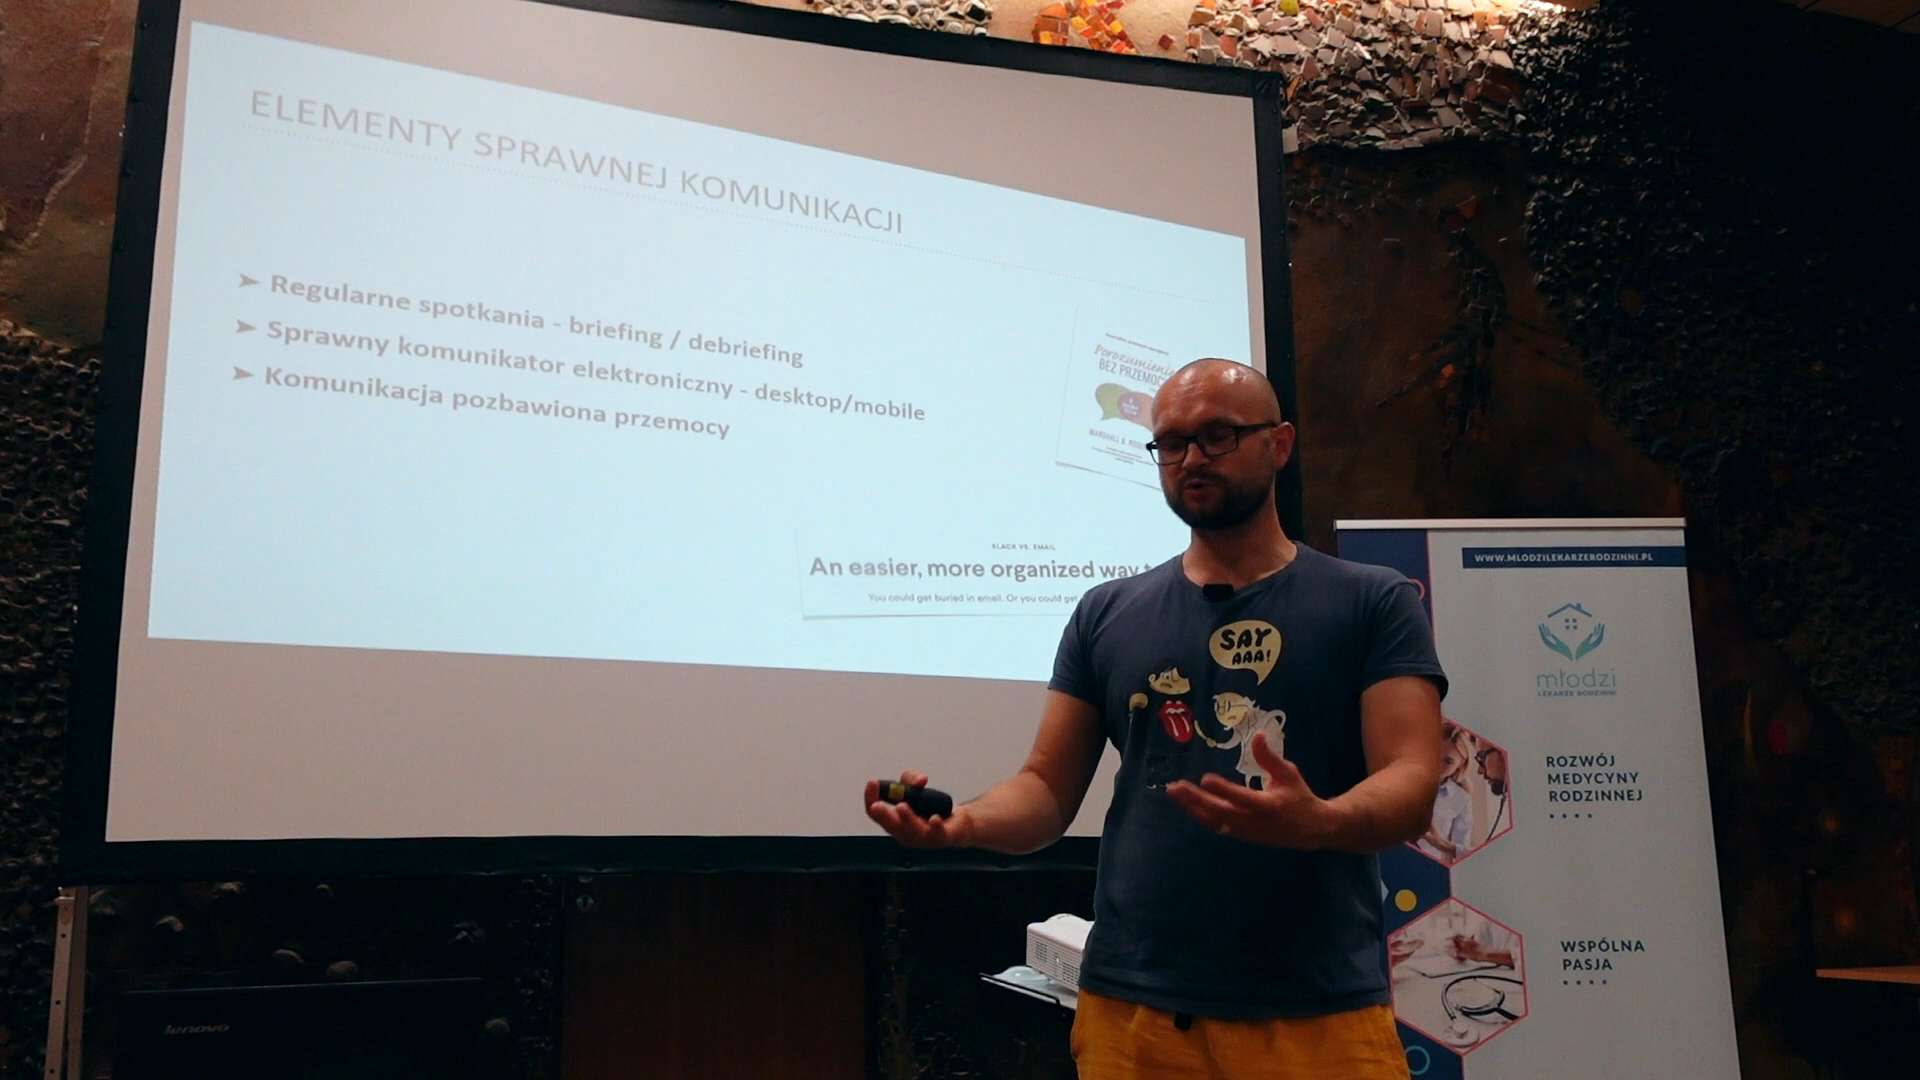 ELEMENTY SPRAWNEJ KOMUNIKACJI
➤ Regularne spotkania - briefing / debriefing
➤ Sprawny komunikator elektroniczny - desktop/mobile
➤ Komunikacja pozbawiona przemocy
Porozumienie
BEZ PRZEMOC
MARSHALL B.
SLACK VS. EMAIL
An easier, more organized way
You could get buried in email. Or you could get
SAY
AAA!
WWW.MLODZILEKARZERODZINNI.PL
młodzi
LEKARZE RODZINNI
ROZWÓJ
MEDYCYNY
RODZINNEJ
WSPÓLNA
PASJA
lenovo